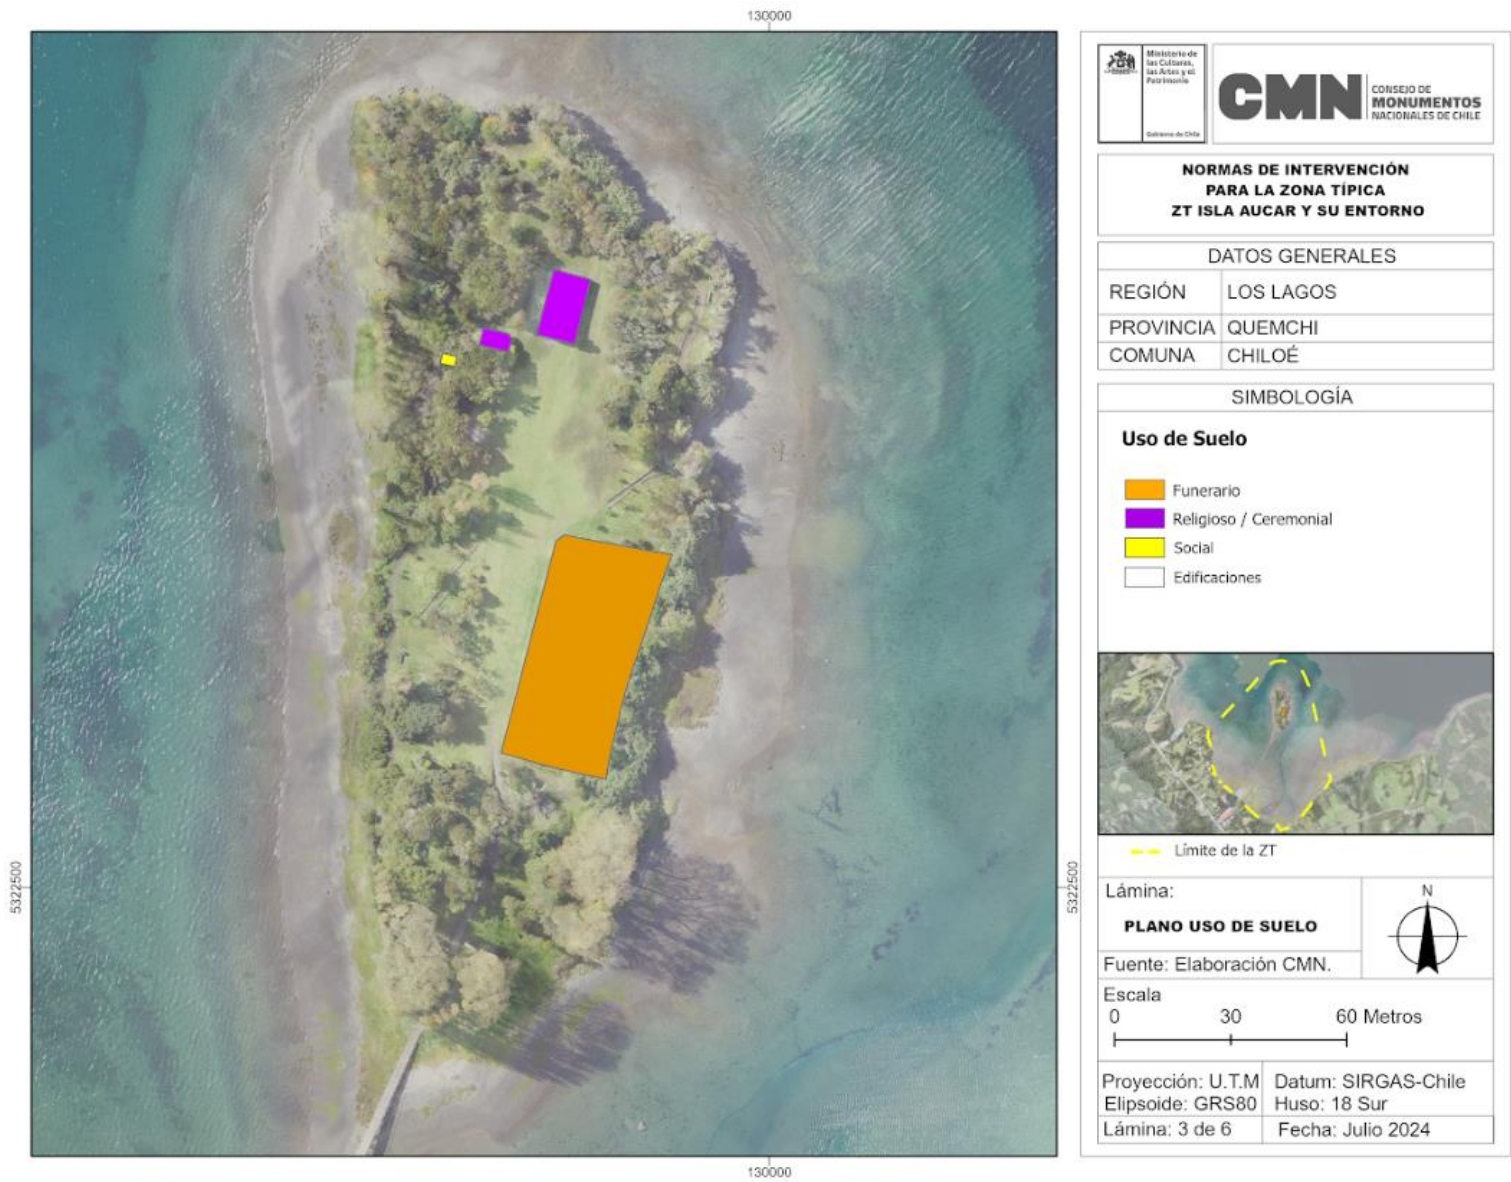 130000
5322500
5322500
130000
Ministerio de
las Culturas,
las Artes y el
Patrimonio
Gobierno de Chile
CMN
CONSEJO DE
MONUMENTOS
NACIONALES DE CHILE
NORMAS DE INTERVENCIÓN
PARA LA ZONA TÍPICA
ZT ISLA AUCAR Y SU ENTORNO
DATOS GENERALES
REGIÓN LOS LAGOS
PROVINCIA QUEMCHI
COMUNA CHILOÉ
SIMBOLOGÍA
Uso de Suelo
Funerario
Religioso / Ceremonial
Social
Edificaciones
Límite de la ZT
Lámina:
PLANO USO DE SUELO
N
Fuente: Elaboración CMN.
Escala
0 30 60 Metros
Proyección: U.T.M Datum: SIRGAS-Chile
Elipsoide: GRS80 Huso: 18 Sur
Lámina: 3 de 6 Fecha: Julio 2024